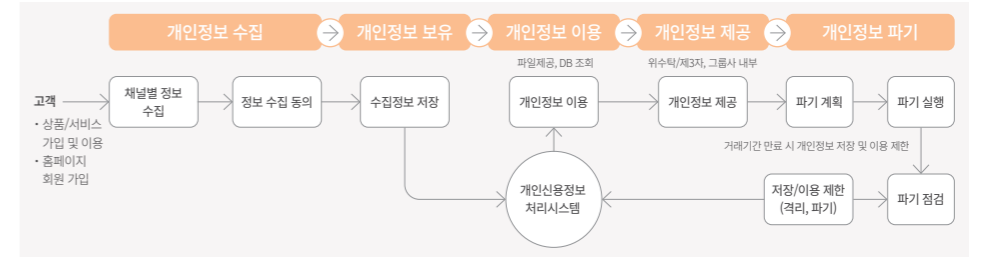 개인정보 수집
개인정보 보유
개인정보 이용
개인정보 제공
개인정보 파기
파일제공, DB 조회
위수탁/제3자, 그룹사 내부
고객
• 상품/서비스
가입 및 이용
• 홈페이지
회원 가입
채널별 정보
수집
정보 수집 동의
수집정보 저장
개인정보 이용
개인정보 제공
파기 계획
파기 실행
거래기간 만료 시 개인정보 저장 및 이용 제한
개인신용정보
처리시스템
저장/이용 제한
(격리, 파기)
파기 점검